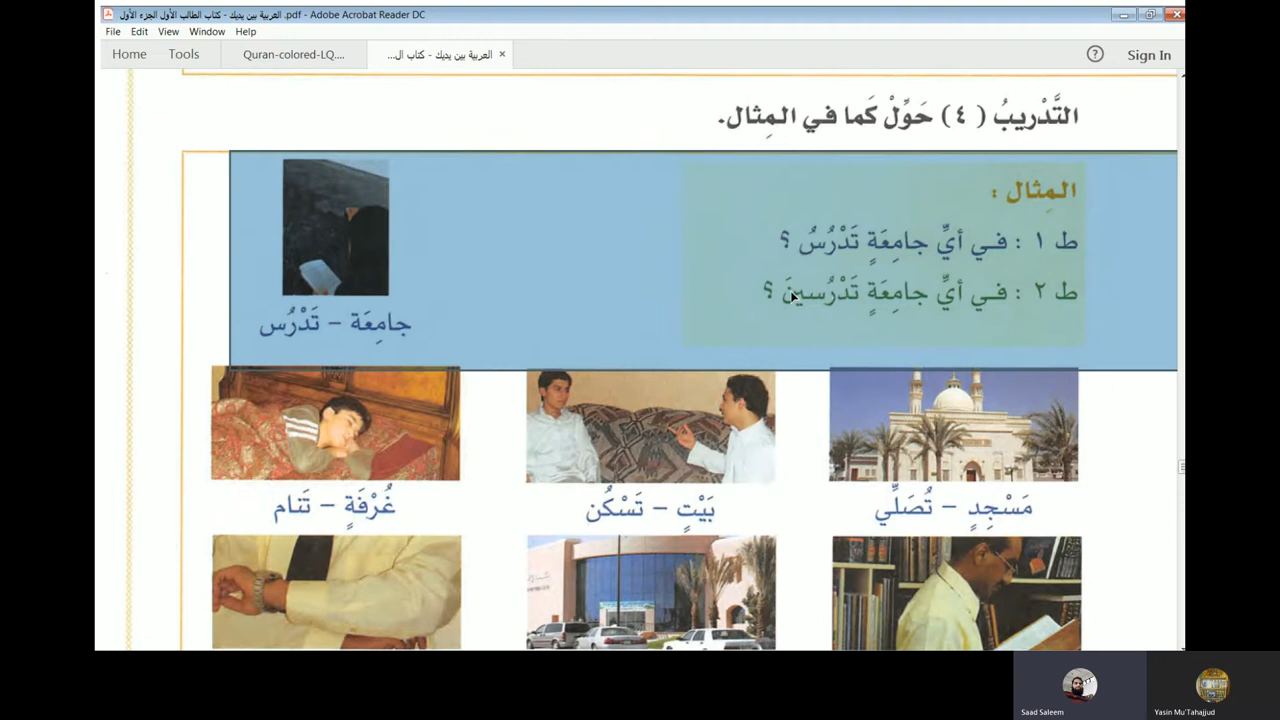 العربية بين يديك - كتاب الطالب الأول الجزء الأول.pdf - Adobe Acrobat Reader DC
File Edit View Window Help
Home Tools Quran-colored-LQ.... العربية بين يديك - كتاب ال... × ? Sign In
التَّدْريبُ ( ٤ ) حَوِّلْ كَما في المِثال.
المِثال :
ط ١ : في أيِّ جامِعَةٍ تَدْرُسُ ؟
ط ٢ : في أيِّ جامِعَةٍ تَدْرُسينَ ؟
جامِعَة – تَدْرُس
مَسْجِدٍ – تُصَلِّي
بَيْتٍ – تَسْكُن
غُرْفَةٍ – تَنام
Saad Saleem
Yasin Mu'Tahajjud